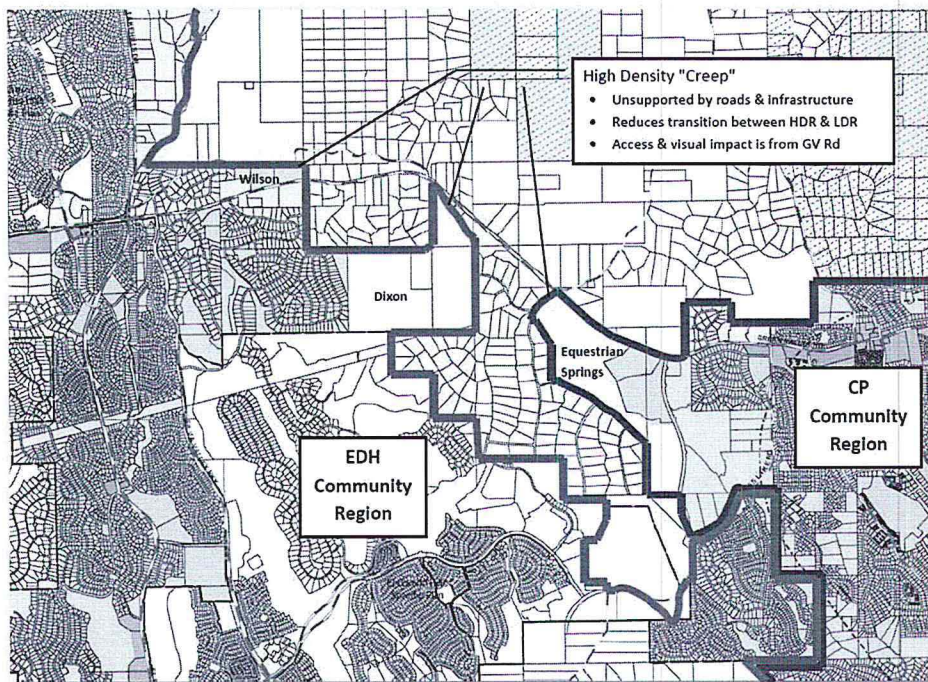 High Density "Creep"
• Unsupported by roads & infrastructure
• Reduces transition between HDR & LDR
• Access & visual impact is from GV Rd
Wilson
Dixon
Equestrian
Springs
CP
Community
Region
EDH
Community
Region